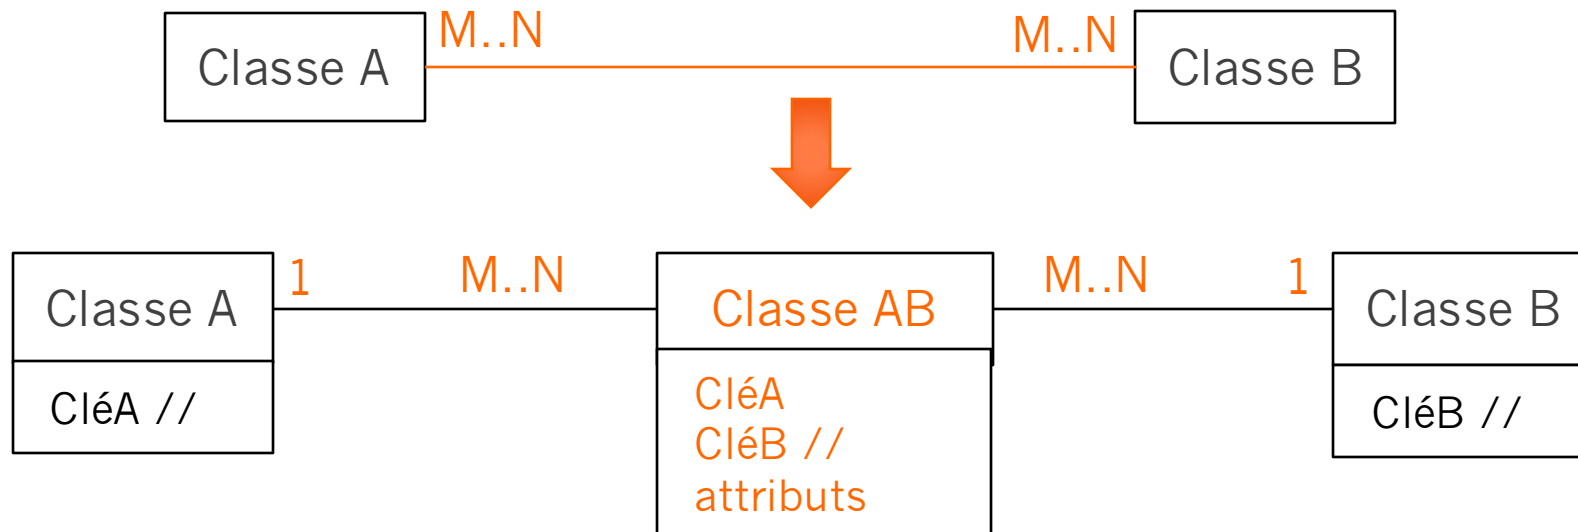 Classe A
M..N
M..N
Classe B
Classe A
1
M..N
Classe AB
M..N
1
Classe B
CléA //
CléA
CléB //
attributs
CléB //